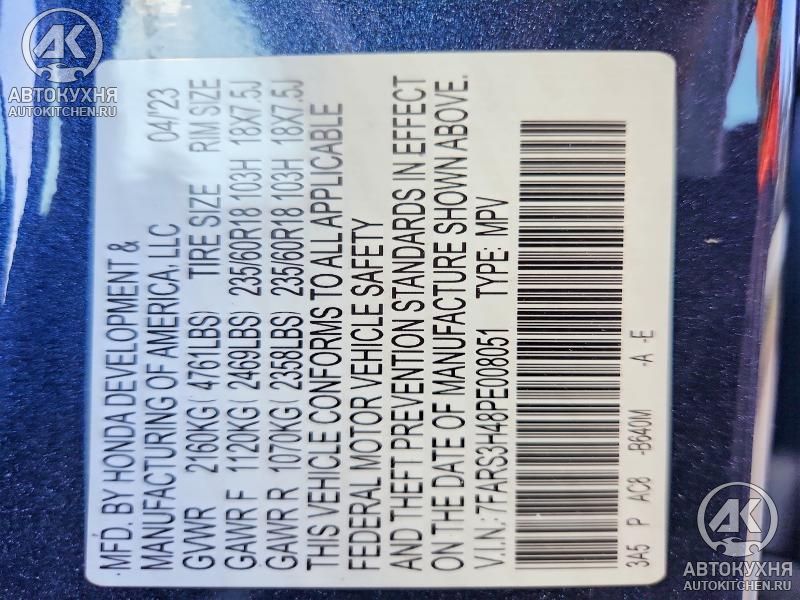 MFD. BY HONDA DEVELOPMENT & 04/'23
MANUFACTURING OF AMERICA, LLC
TIRE SIZE RIM SIZE
GVWR 2160KG( 4761LBS)
GAWR F 1120KG( 2469LBS) 235/60R18 103H 18X7.5J
GAWR R 1070KG( 2358LBS) 235/60R18 103H 18X7.5J
THIS VEHICLE CONFORMS TO ALL APPLICABLE
FEDERAL MOTOR VEHICLE SAFETY
AND THEFT PREVENTION STANDARDS IN EFFECT
ON THE DATE OF MANUFACTURE SHOWN ABOVE.
V.I.N.: 7FARS3H48PE008051 TYPE: MPV
3A5 P AC8 -B640M -A -E
АК
АВТОКУХНЯ
AUTOKITCHEN.RU
АК
АВТОКУХНЯ
AUTOKITCHEN.RU